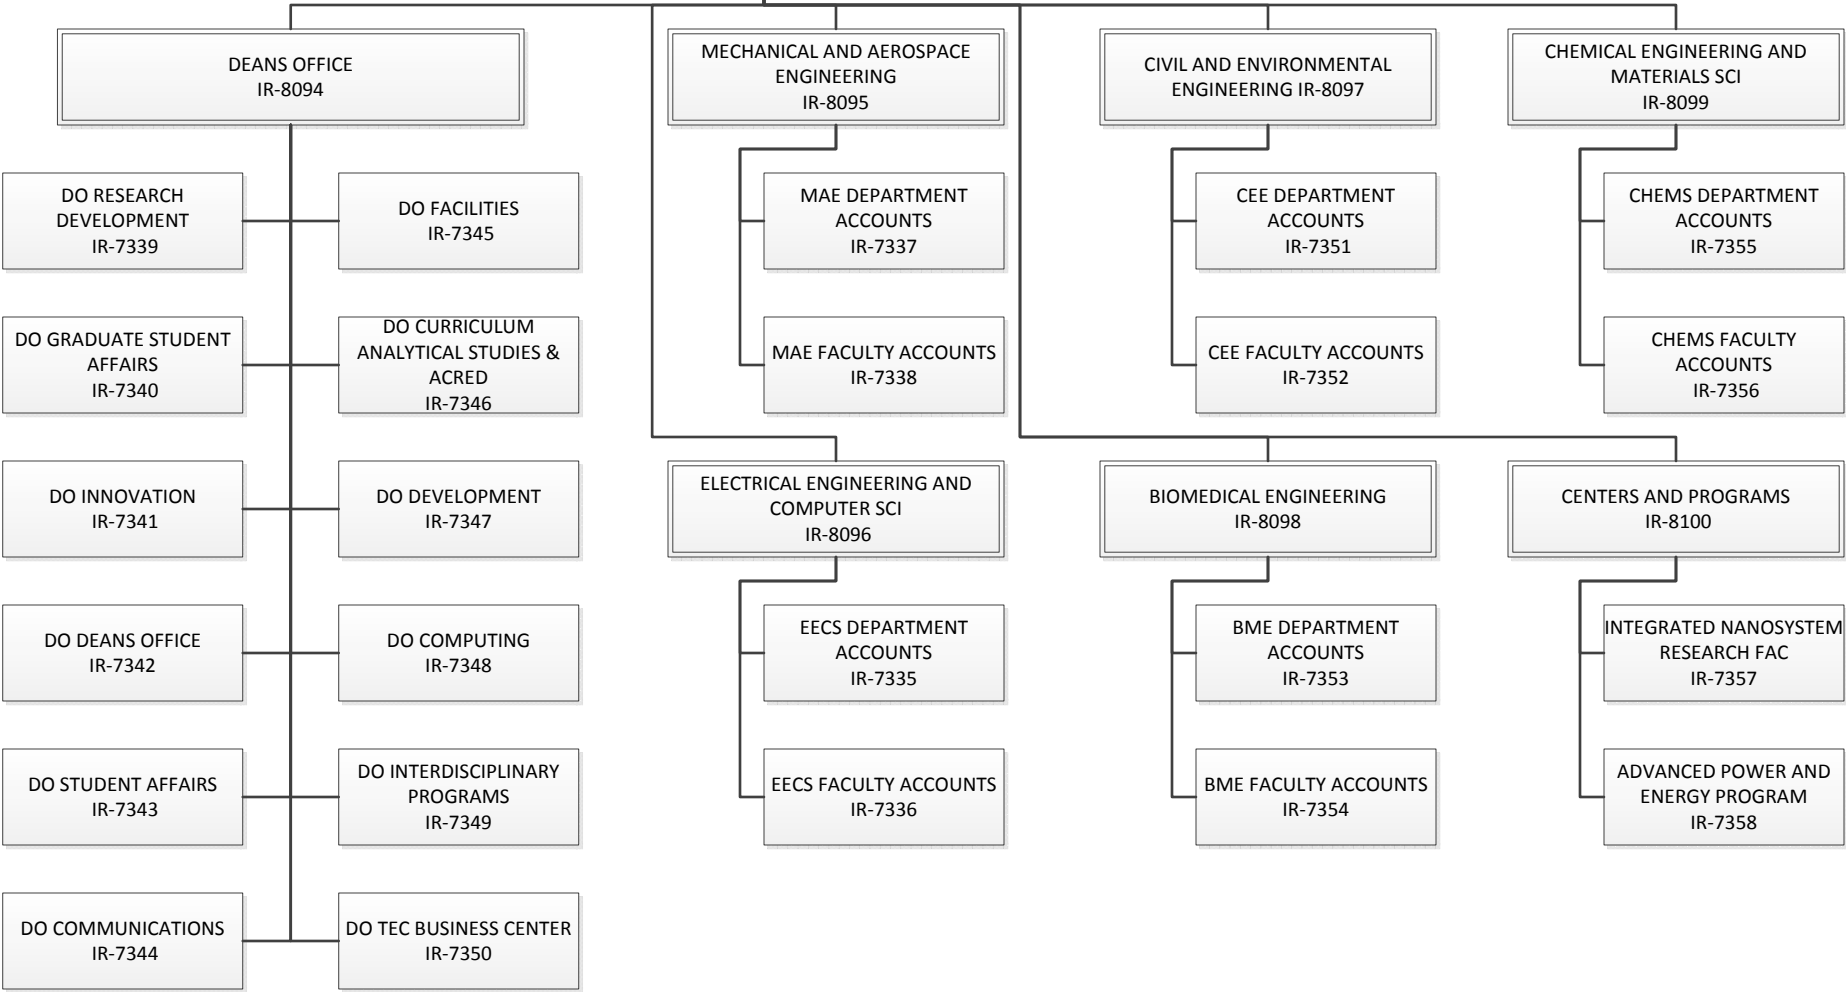 DEANS OFFICE
IR-8094
MECHANICAL AND AEROSPACE
ENGINEERING
IR-8095
CIVIL AND ENVIRONMENTAL
ENGINEERING IR-8097
CHEMICAL ENGINEERING AND
MATERIALS SCI
IR-8099
DO RESEARCH
DEVELOPMENT
IR-7339
DO FACILITIES
IR-7345
MAE DEPARTMENT
ACCOUNTS
IR-7337
CEE DEPARTMENT
ACCOUNTS
IR-7351
CHEMS DEPARTMENT
ACCOUNTS
IR-7355
DO GRADUATE STUDENT
AFFAIRS
IR-7340
DO CURRICULUM
ANALYTICAL STUDIES &
ACRED
IR-7346
MAE FACULTY ACCOUNTS
IR-7338
CEE FACULTY ACCOUNTS
IR-7352
CHEMS FACULTY
ACCOUNTS
IR-7356
DO INNOVATION
IR-7341
DO DEVELOPMENT
IR-7347
ELECTRICAL ENGINEERING AND
COMPUTER SCI
IR-8096
BIOMEDICAL ENGINEERING
IR-8098
CENTERS AND PROGRAMS
IR-8100
DO DEANS OFFICE
IR-7342
DO COMPUTING
IR-7348
EECS DEPARTMENT
ACCOUNTS
IR-7335
BME DEPARTMENT
ACCOUNTS
IR-7353
INTEGRATED NANOSYSTEM
RESEARCH FAC
IR-7357
DO STUDENT AFFAIRS
IR-7343
DO INTERDISCIPLINARY
PROGRAMS
IR-7349
EECS FACULTY ACCOUNTS
IR-7336
BME FACULTY ACCOUNTS
IR-7354
ADVANCED POWER AND
ENERGY PROGRAM
IR-7358
DO COMMUNICATIONS
IR-7344
DO TEC BUSINESS CENTER
IR-7350